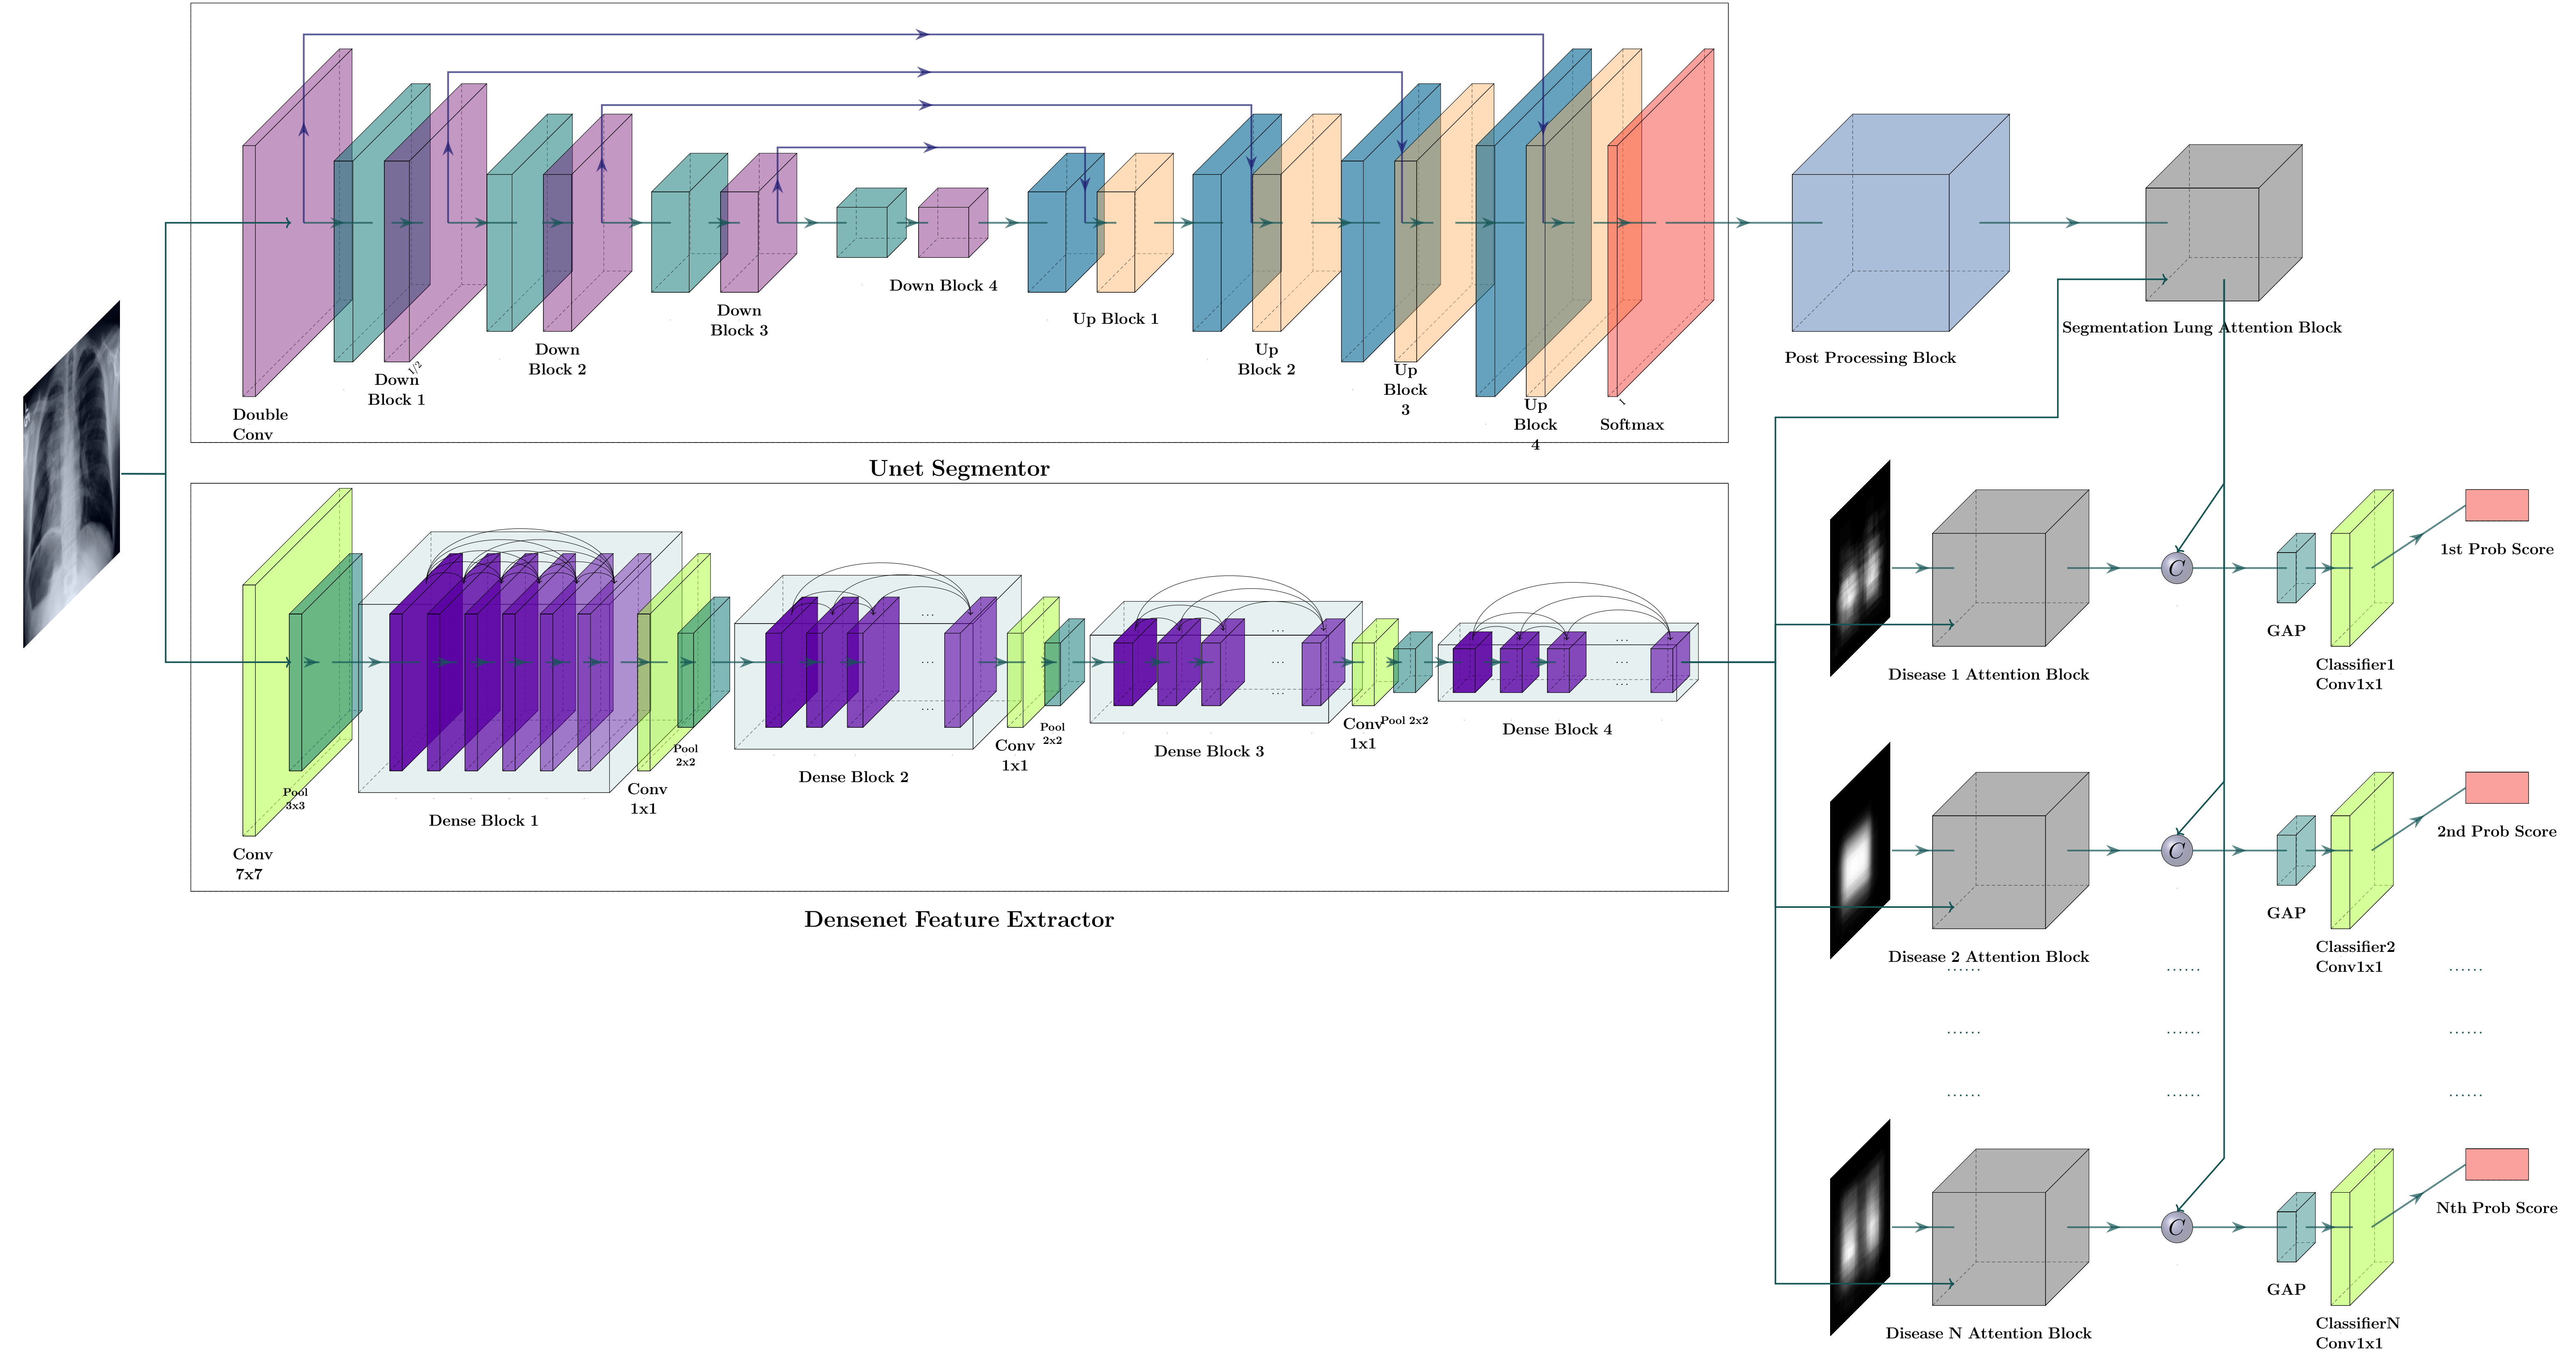 Double
Conv
Down
Block 1
1/2
Down
Block 2
Down
Block 3
Down Block 4
Up Block 1
Up
Block 2
Up
Block
3
Up
Block
4
I
Softmax
Post Processing Block
Segmentation Lung Attention Block
Unet Segmentor
Conv
7x7
Pool
3x3
Dense Block 1
Conv
1x1
Pool
2x2
...
...
...
Dense Block 2
Conv
1x1
Pool
2x2
...
...
...
Dense Block 3
Conv
1x1
Pool 2x2
...
...
...
Dense Block 4
Densenet Feature Extractor
Disease 1 Attention Block
C
GAP
Classifier1
Conv1x1
1st Prob Score
Disease 2 Attention Block
C
GAP
Classifier2
Conv1x1
2nd Prob Score
...... ...... ......
...... ...... ......
...... ...... ......
Disease N Attention Block
C
GAP
ClassifierN
Conv1x1
Nth Prob Score